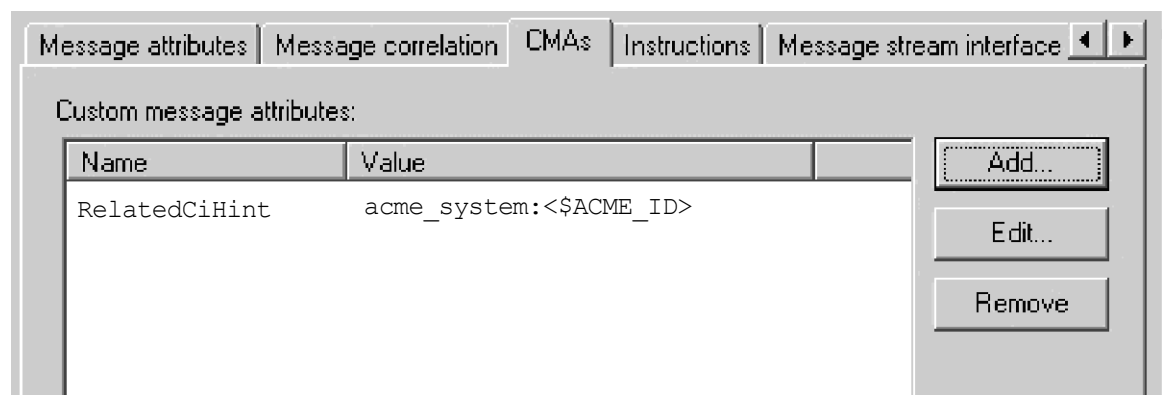 Message attributes Message correlation CMAs Instructions Message stream interface
Custom message attributes:
Name Value Add...
RelatedCiHint acme_system:<$ACME_ID>
Edit...
Remove